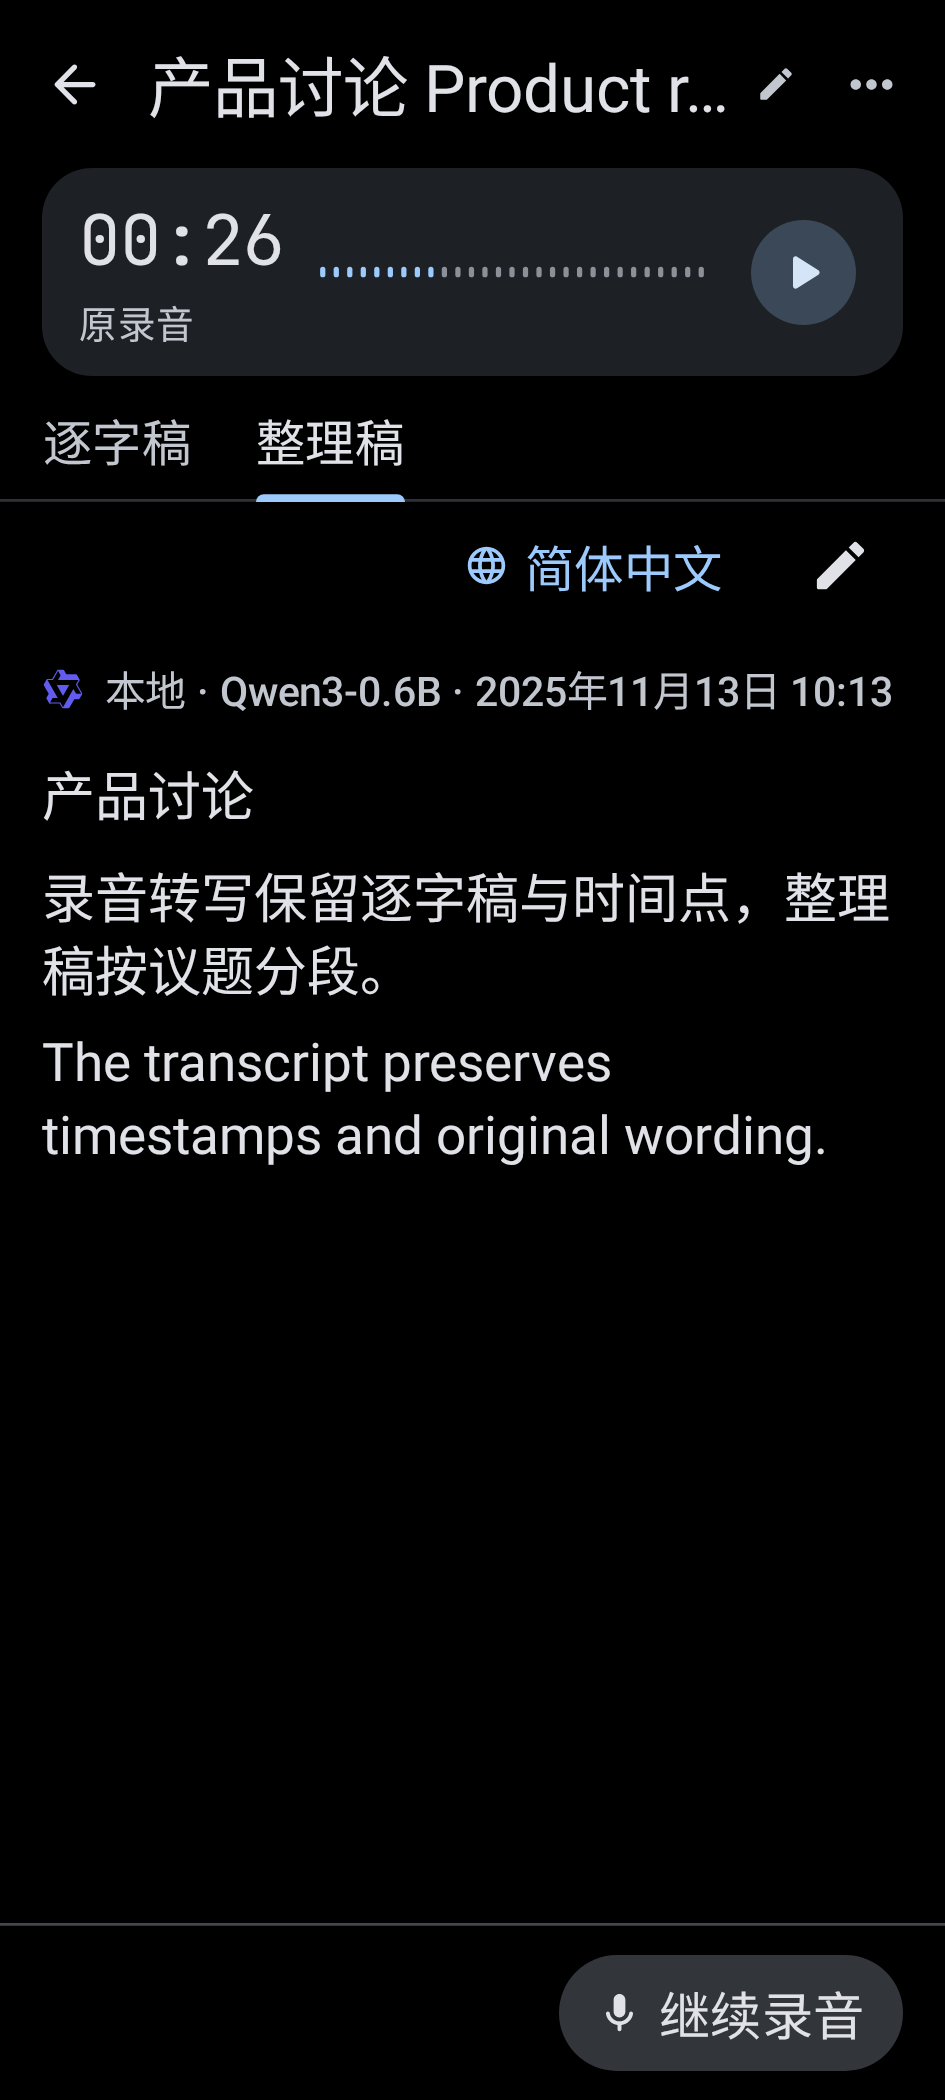 产品讨论 Product r...
00:26
原录音
逐字稿 整理稿
简体中文
本地 · Qwen3-0.6B · 2025年11月13日 10:13
产品讨论
录音转写保留逐字稿与时间点，整理
稿按议题分段。
The transcript preserves
timestamps and original wording.
继续录音